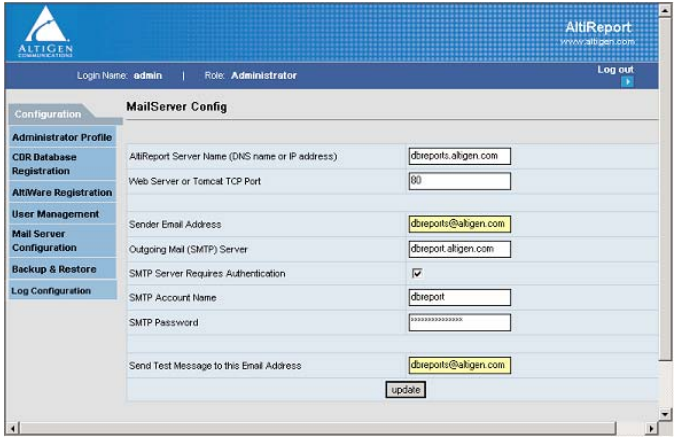 ALTIGEN
COMMUNICATIONS
AltiReport
www.altigen.com
Login Name: admin | Role: Administrator
Log out
Configuration
Administrator Profile
CDR Database
Registration
AltiWare Registration
User Management
Mail Server
Configuration
Backup & Restore
Log Configuration
MailServer Config
AltiReport Server Name (DNS name or IP address) dbreports.altigen.com
Web Server or Tomcat TCP Port 80
Sender Email Address dbreports@altigen.com
Outgoing Mail (SMTP) Server dbreport.altigen.com
SMTP Server Requires Authentication
SMTP Account Name dbreport
SMTP Password xxxxxxxxxxxxxxx
Send Test Message to this Email Address dbreports@altigen.com
update